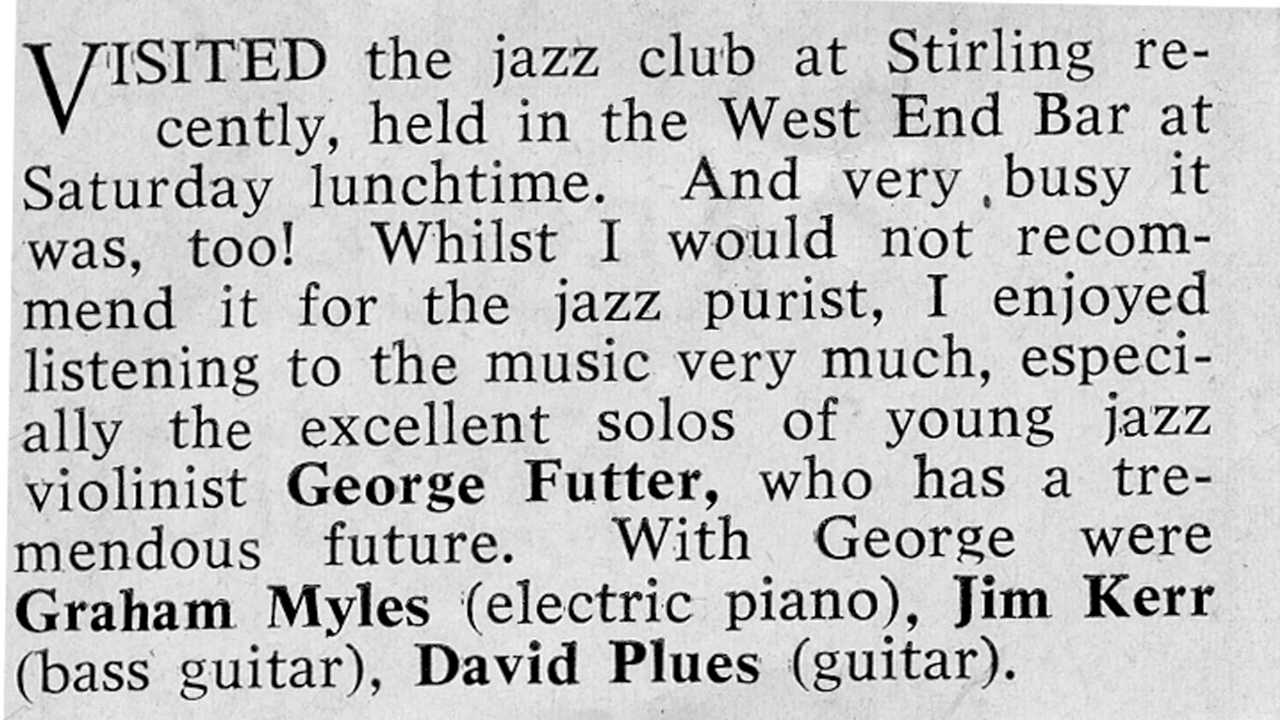 VISITED the jazz club at Stirling re-
cently, held in the West End Bar at
Saturday lunchtime. And very busy it
was, too! Whilst I would not recom-
mend it for the jazz purist, I enjoyed
listening to the music very much, especi-
ally the excellent solos of young jazz
violinist George Futter, who has a tre-
mendous future. With George were
Graham Myles (electric piano), Jim Kerr
(bass guitar), David Plues (guitar).